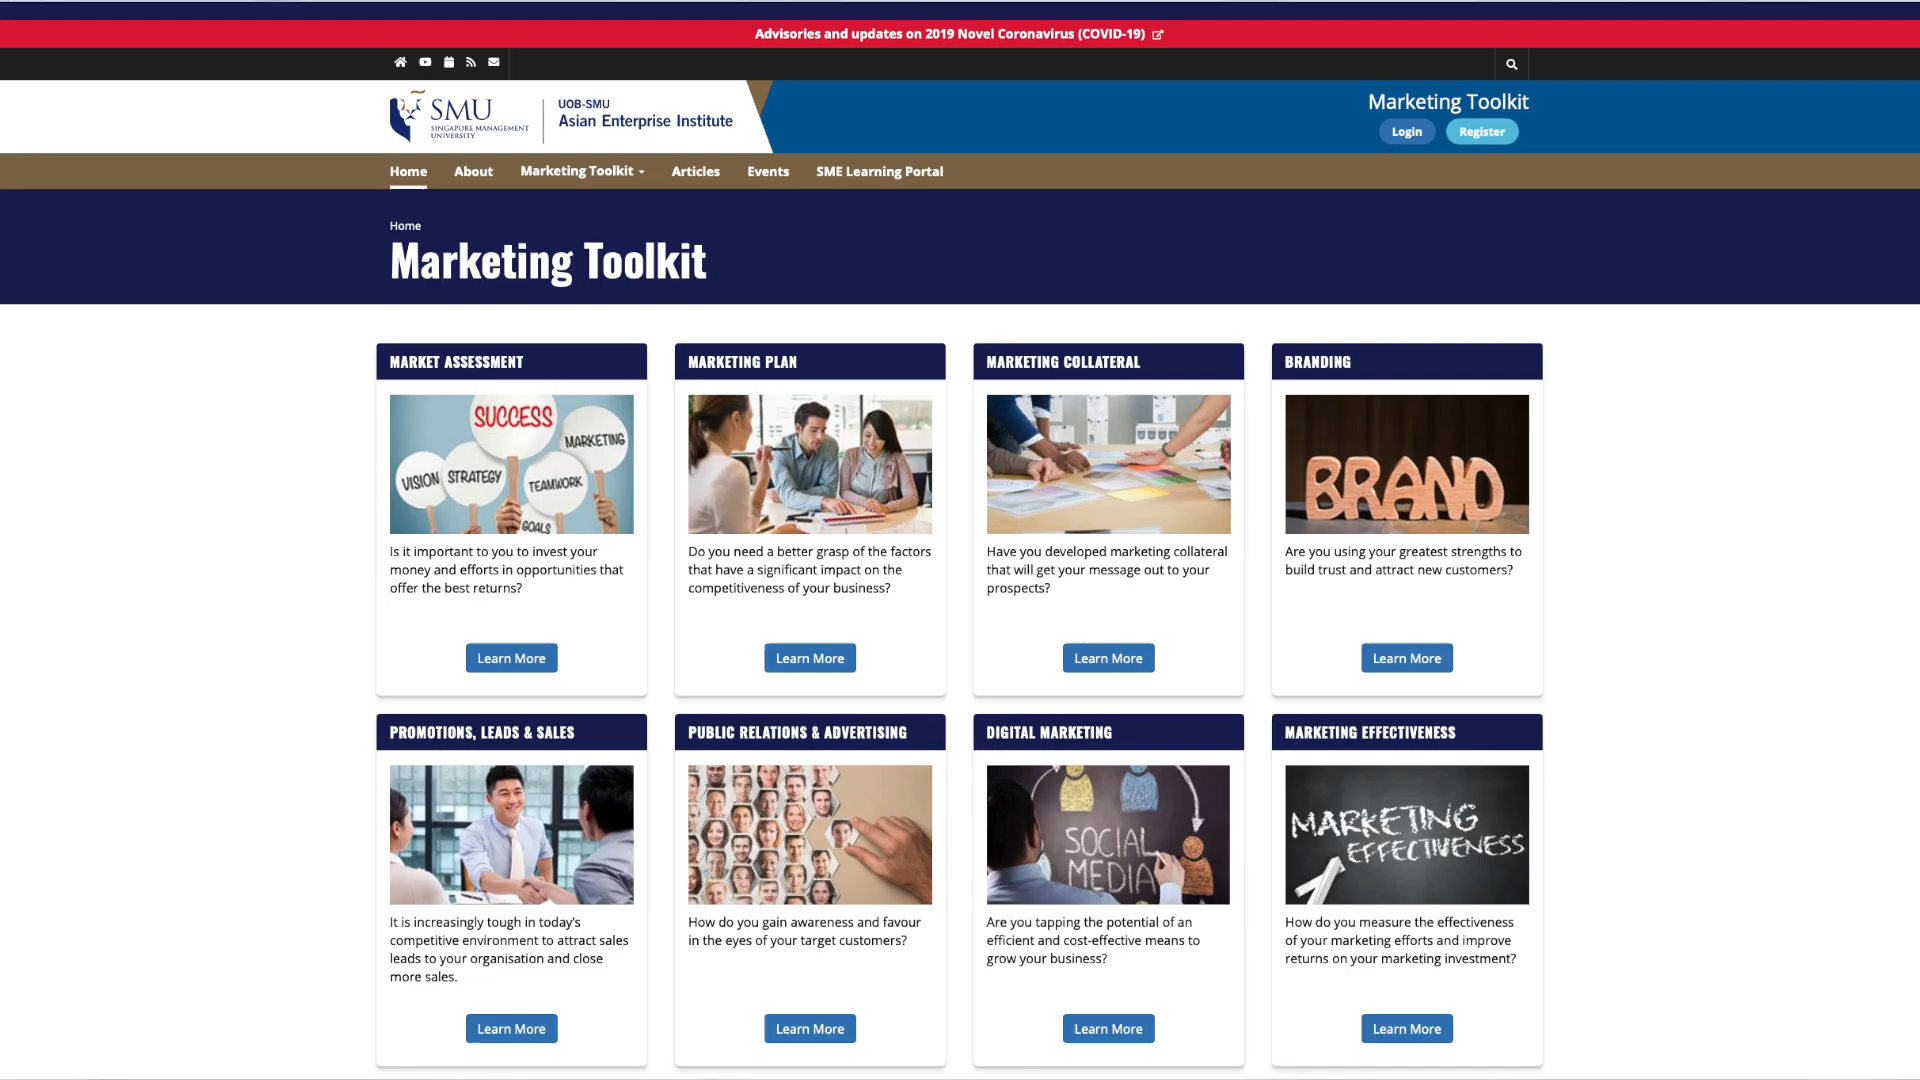 Advisories and updates on 2019 Novel Coronavirus (COVID-19)
SMU
SINGAPORE MANAGEMENT
UNIVERSITY
UOB-SMU
Asian Enterprise Institute
Marketing Toolkit
Login
Register
Home
About
Marketing Toolkit
Articles
Events
SME Learning Portal
Home
Marketing Toolkit
MARKET ASSESSMENT
SUCCESS
MARKETING
VISION
STRATEGY
TEAMWORK
GOALS
Is it important to you to invest your
money and efforts in opportunities that
offer the best returns?
Learn More
MARKETING PLAN
Do you need a better grasp of the factors
that have a significant impact on the
competitiveness of your business?
Learn More
MARKETING COLLATERAL
Have you developed marketing collateral
that will get your message out to your
prospects?
Learn More
BRANDING
BRAND
Are you using your greatest strengths to
build trust and attract new customers?
Learn More
PROMOTIONS, LEADS & SALES
It is increasingly tough in today's
competitive environment to attract sales
leads to your organisation and close
more sales.
Learn More
PUBLIC RELATIONS & ADVERTISING
How do you gain awareness and favour
in the eyes of your target customers?
Learn More
DIGITAL MARKETING
SOCIAL
MEDIA
Are you tapping the potential of an
efficient and cost-effective means to
grow your business?
Learn More
MARKETING EFFECTIVENESS
MARKETING
EFFECTIVENESS
How do you measure the effectiveness
of your marketing efforts and improve
returns on your marketing investment?
Learn More